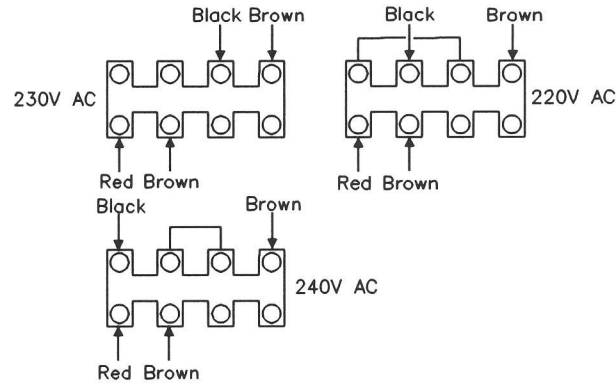 Black Brown
230V AC
Red Brown
Black
Brown
220V AC
Red Brown
Black
Brown
240V AC
Red Brown